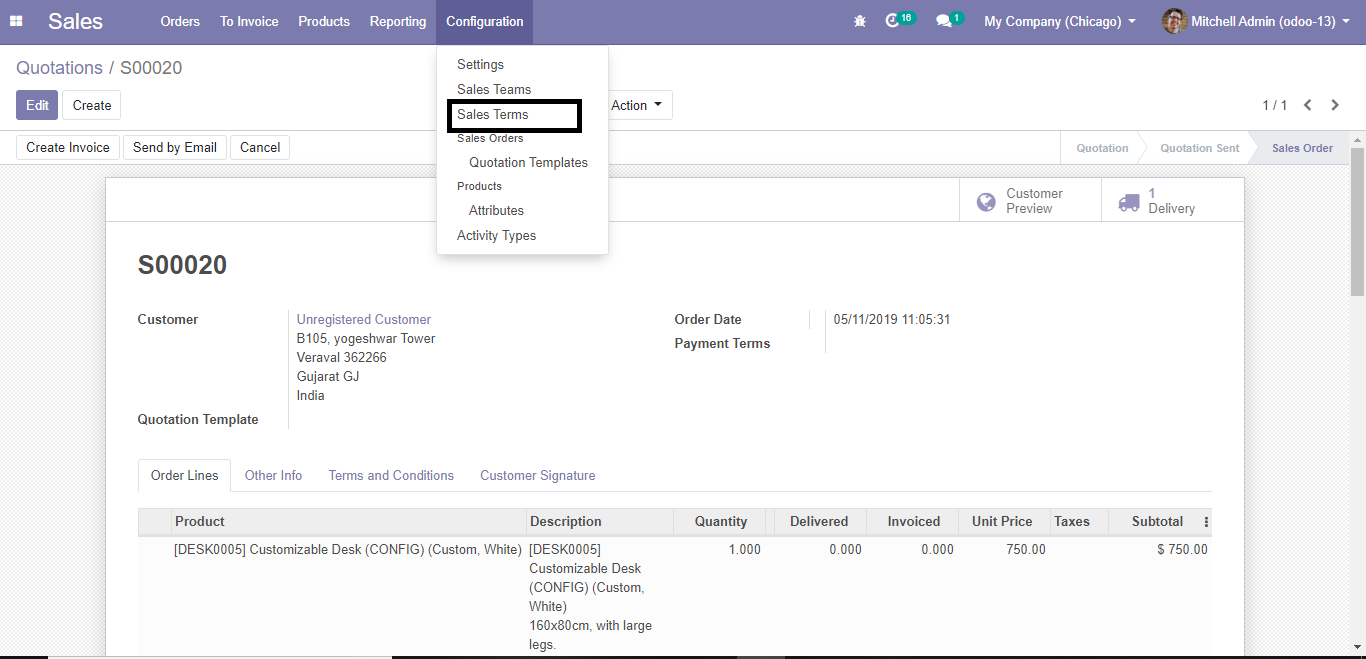 Sales Orders To Invoice Products Reporting Configuration 16 1 My Company (Chicago) Mitchell Admin (odoo-13)
Quotations / S00020
Settings
Sales Teams
Sales Terms
Sales Orders
Quotation Templates
Products
Attributes
Activity Types
Edit Create Action 1 / 1
Create Invoice Send by Email Cancel Quotation Quotation Sent Sales Order
Customer
Preview
1
Delivery
S00020
Customer Unregistered Customer
B105, yogeshwar Tower
Veraval 362266
Gujarat GJ
India
Quotation Template
Order Date 05/11/2019 11:05:31
Payment Terms
Order Lines Other Info Terms and Conditions Customer Signature
Product Description Quantity Delivered Invoiced Unit Price Taxes Subtotal
[DESK0005] Customizable Desk (CONFIG) (Custom, White) [DESK0005] 1.000 0.000 0.000 750.00 $ 750.00
Customizable Desk
(CONFIG) (Custom,
White)
160x80cm, with large
legs.